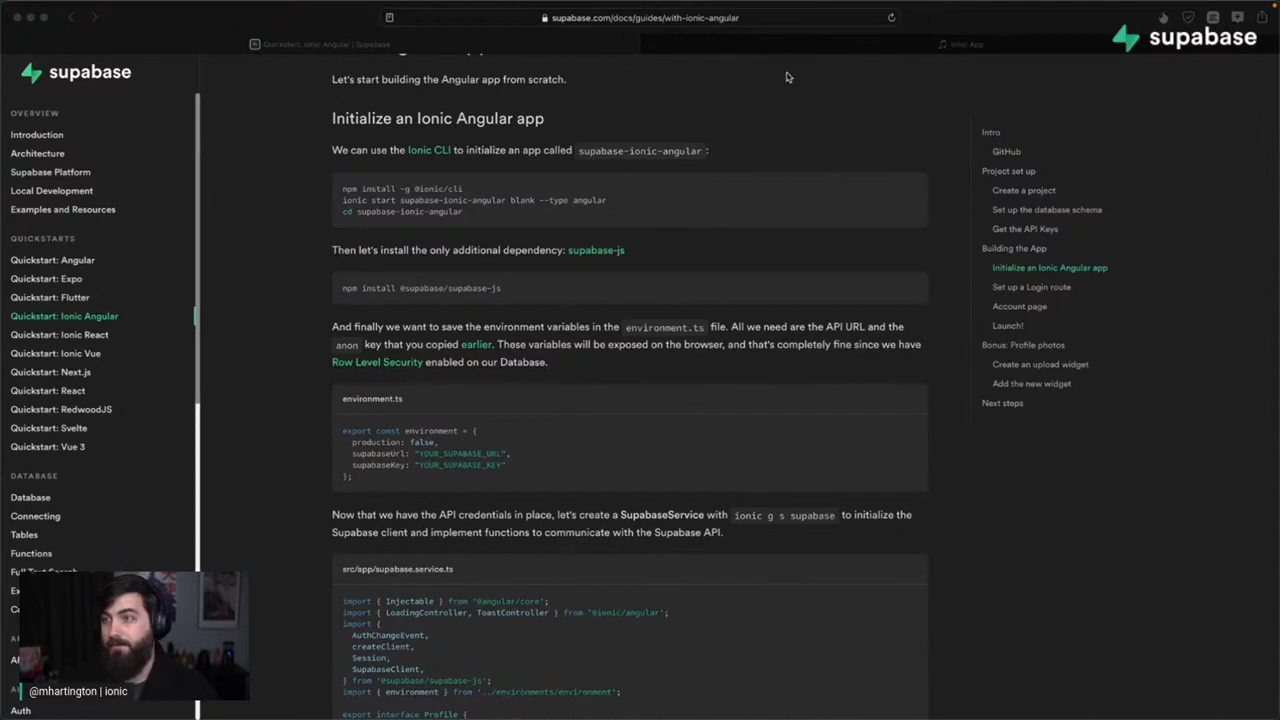 supabase.com/docs/guides/with-ionic-angular
Quickstart: Ionic Angular | Supabase
Ionic App
supabase
supabase
OVERVIEW
Introduction
Architecture
Supabase Platform
Local Development
Examples and Resources
QUICKSTARTS
Quickstart: Angular
Quickstart: Expo
Quickstart: Flutter
Quickstart: Ionic Angular
Quickstart: Ionic React
Quickstart: Ionic Vue
Quickstart: Next.js
Quickstart: React
Quickstart: RedwoodJS
Quickstart: Svelte
Quickstart: Vue 3
DATABASE
Database
Connecting
Tables
Functions
Auth
Let's start building the Angular app from scratch.
Initialize an Ionic Angular app
We can use the Ionic CLI to initialize an app called supabase-ionic-angular :
npm install -g @ionic/cli
ionic start supabase-ionic-angular blank --type angular
cd supabase-ionic-angular
Then let's install the only additional dependency: supabase-js
npm install @supabase/supabase-js
And finally we want to save the environment variables in the environment.ts file. All we need are the API URL and the
anon key that you copied earlier. These variables will be exposed on the browser, and that's completely fine since we have
Row Level Security enabled on our Database.
environment.ts
export const environment = {
production: false,
supabaseUrl: "YOUR_SUPABASE_URL",
supabaseKey: "YOUR_SUPABASE_KEY"
};
Now that we have the API credentials in place, let's create a SupabaseService with ionic g s supabase to initialize the
Supabase client and implement functions to communicate with the Supabase API.
src/app/supabase.service.ts
import { Injectable } from '@angular/core';
import { LoadingController, ToastController } from '@ionic/angular';
import {
AuthChangeEvent,
createClient,
Session,
SupabaseClient,
} from '@supabase/supabase-js';
import { environment } from '../environments/environment';
export interface Profile {
Intro
GitHub
Project set up
Create a project
Set up the database schema
Get the API Keys
Building the App
Initialize an Ionic Angular app
Set up a Login route
Account page
Launch!
Bonus: Profile photos
Create an upload widget
Add the new widget
Next steps
@mhartington | ionic